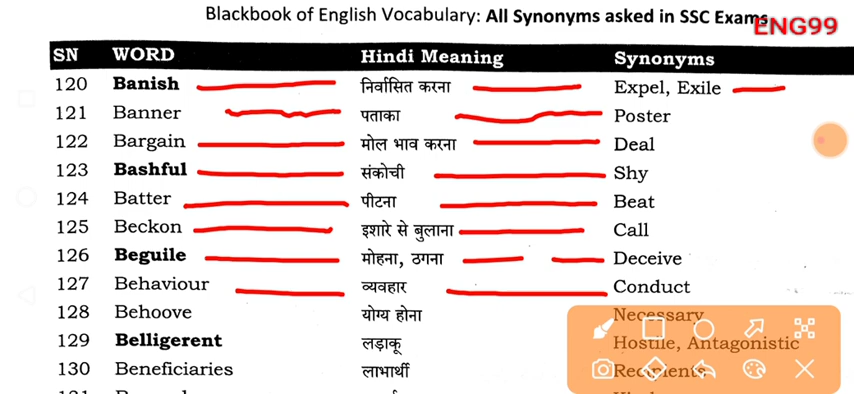 Blackbook of English Vocabulary: All Synonyms asked in SSC Exams
ENG99
SN WORD Hindi Meaning Synonyms
120 Banish निर्वासित करना Expel, Exile
121 Banner पताका Poster
122 Bargain मोल भाव करना Deal
123 Bashful संकोची Shy
124 Batter पीटना Beat
125 Beckon इशारे से बुलाना Call
126 Beguile मोहना, ठगना Deceive
127 Behaviour व्यवहार Conduct
128 Behoove योग्य होना Necessary
129 Belligerent लड़ाकू Hostile, Antagonistic
130 Beneficiaries लाभार्थी Recipients